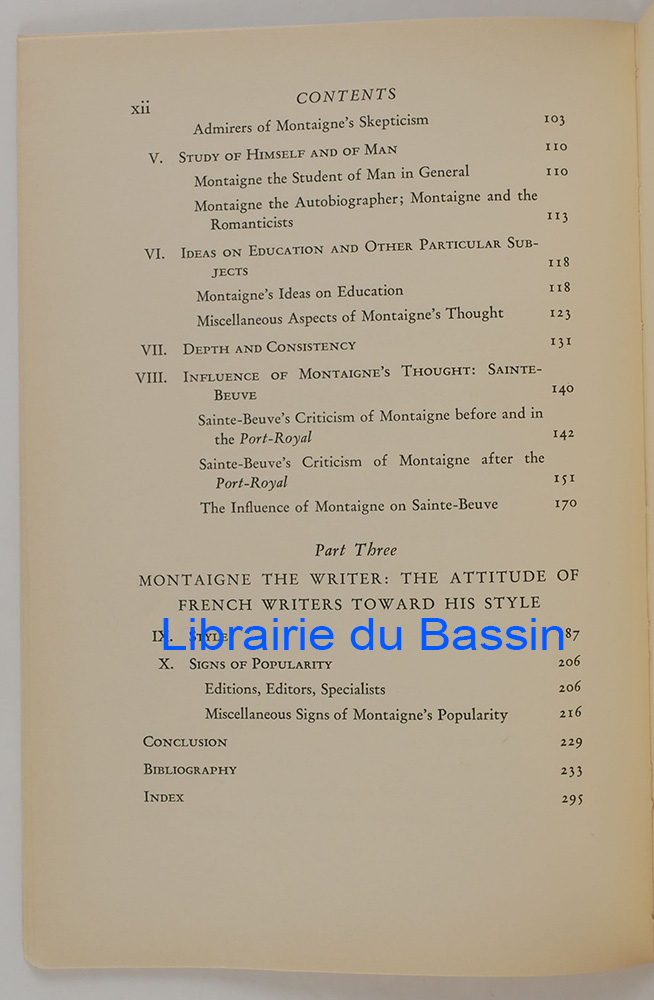 xii
CONTENTS
Admirers of Montaigne's Skepticism 103
V. STUDY OF HIMSELF AND OF MAN 110
Montaigne the Student of Man in General 110
Montaigne the Autobiographer; Montaigne and the
Romanticists 113
VI. IDEAS ON EDUCATION AND OTHER PARTICULAR SUB-
JECTS 118
Montaigne's Ideas on Education 118
Miscellaneous Aspects of Montaigne's Thought 123
VII. DEPTH AND CONSISTENCY 131
VIII. INFLUENCE OF MONTAIGNE'S THOUGHT: SAINTE-
BEUVE 140
Sainte-Beuve's Criticism of Montaigne before and in
the Port-Royal 142
Sainte-Beuve's Criticism of Montaigne after the
Port-Royal 151
The Influence of Montaigne on Sainte-Beuve 170
Part Three
MONTAIGNE THE WRITER: THE ATTITUDE OF
FRENCH WRITERS TOWARD HIS STYLE
IX. STYLE
Librairie du Bassin
X. SIGNS OF POPULARITY 206
Editions, Editors, Specialists 206
Miscellaneous Signs of Montaigne's Popularity 216
CONCLUSION 229
BIBLIOGRAPHY 233
INDEX 295